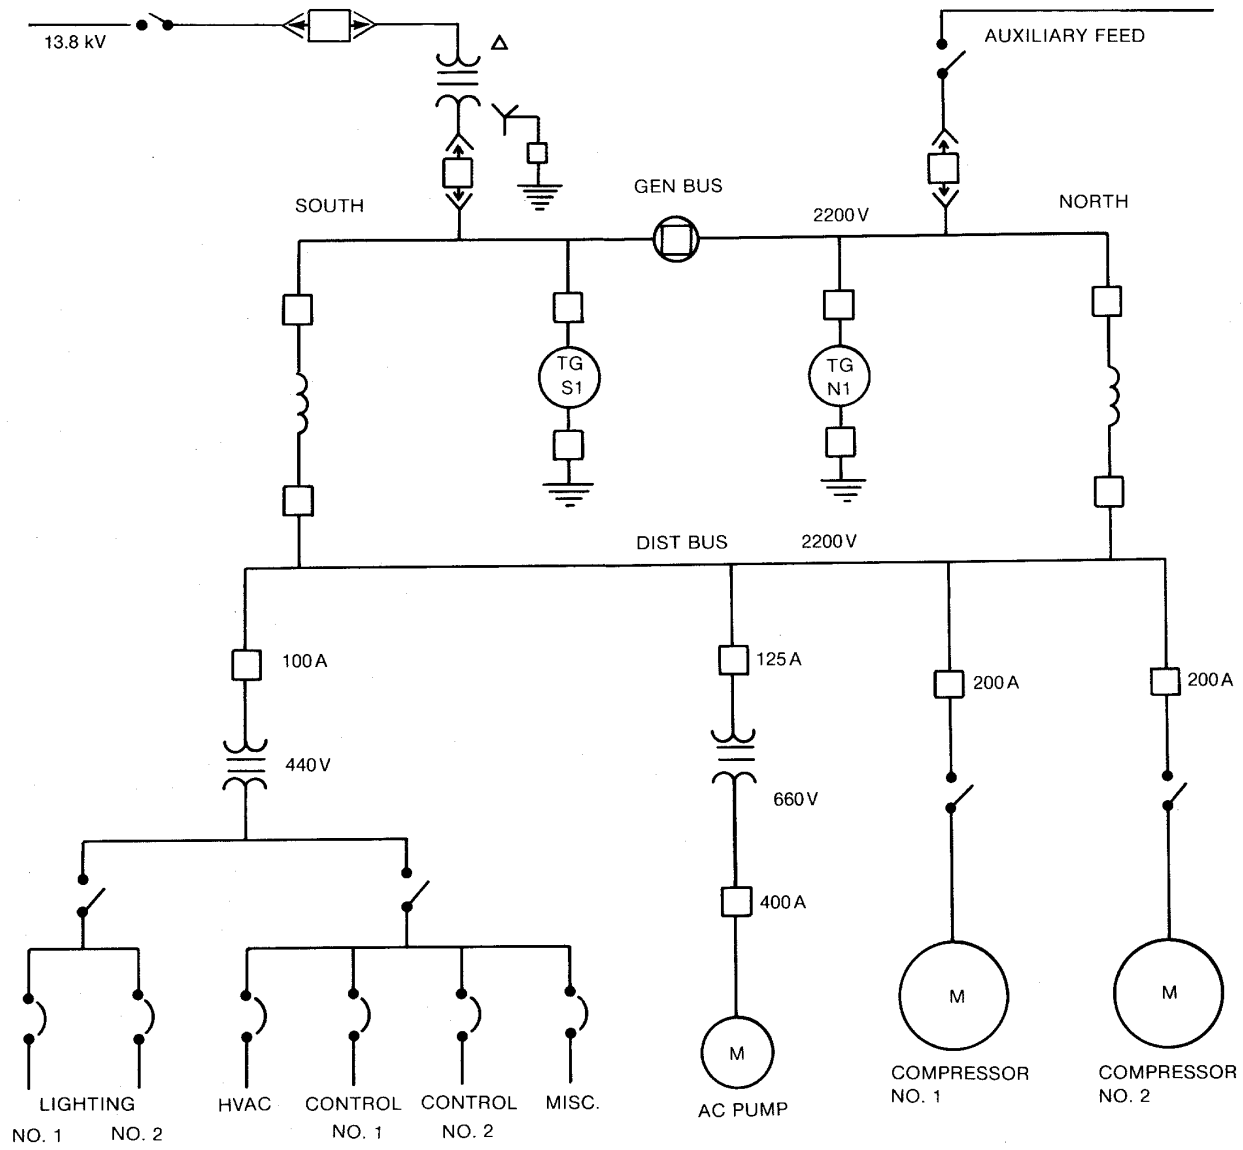 13.8 kV
AUXILIARY FEED
SOUTH
GEN BUS
2200V
NORTH
TG
S1
TG
N1
DIST BUS
2200V
100A
125A
200A
200A
440V
660V
400A
M
M
M
LIGHTING
NO. 1
NO. 2
HVAC
CONTROL
NO. 1
CONTROL
NO. 2
MISC.
AC PUMP
COMPRESSOR
NO. 1
COMPRESSOR
NO. 2